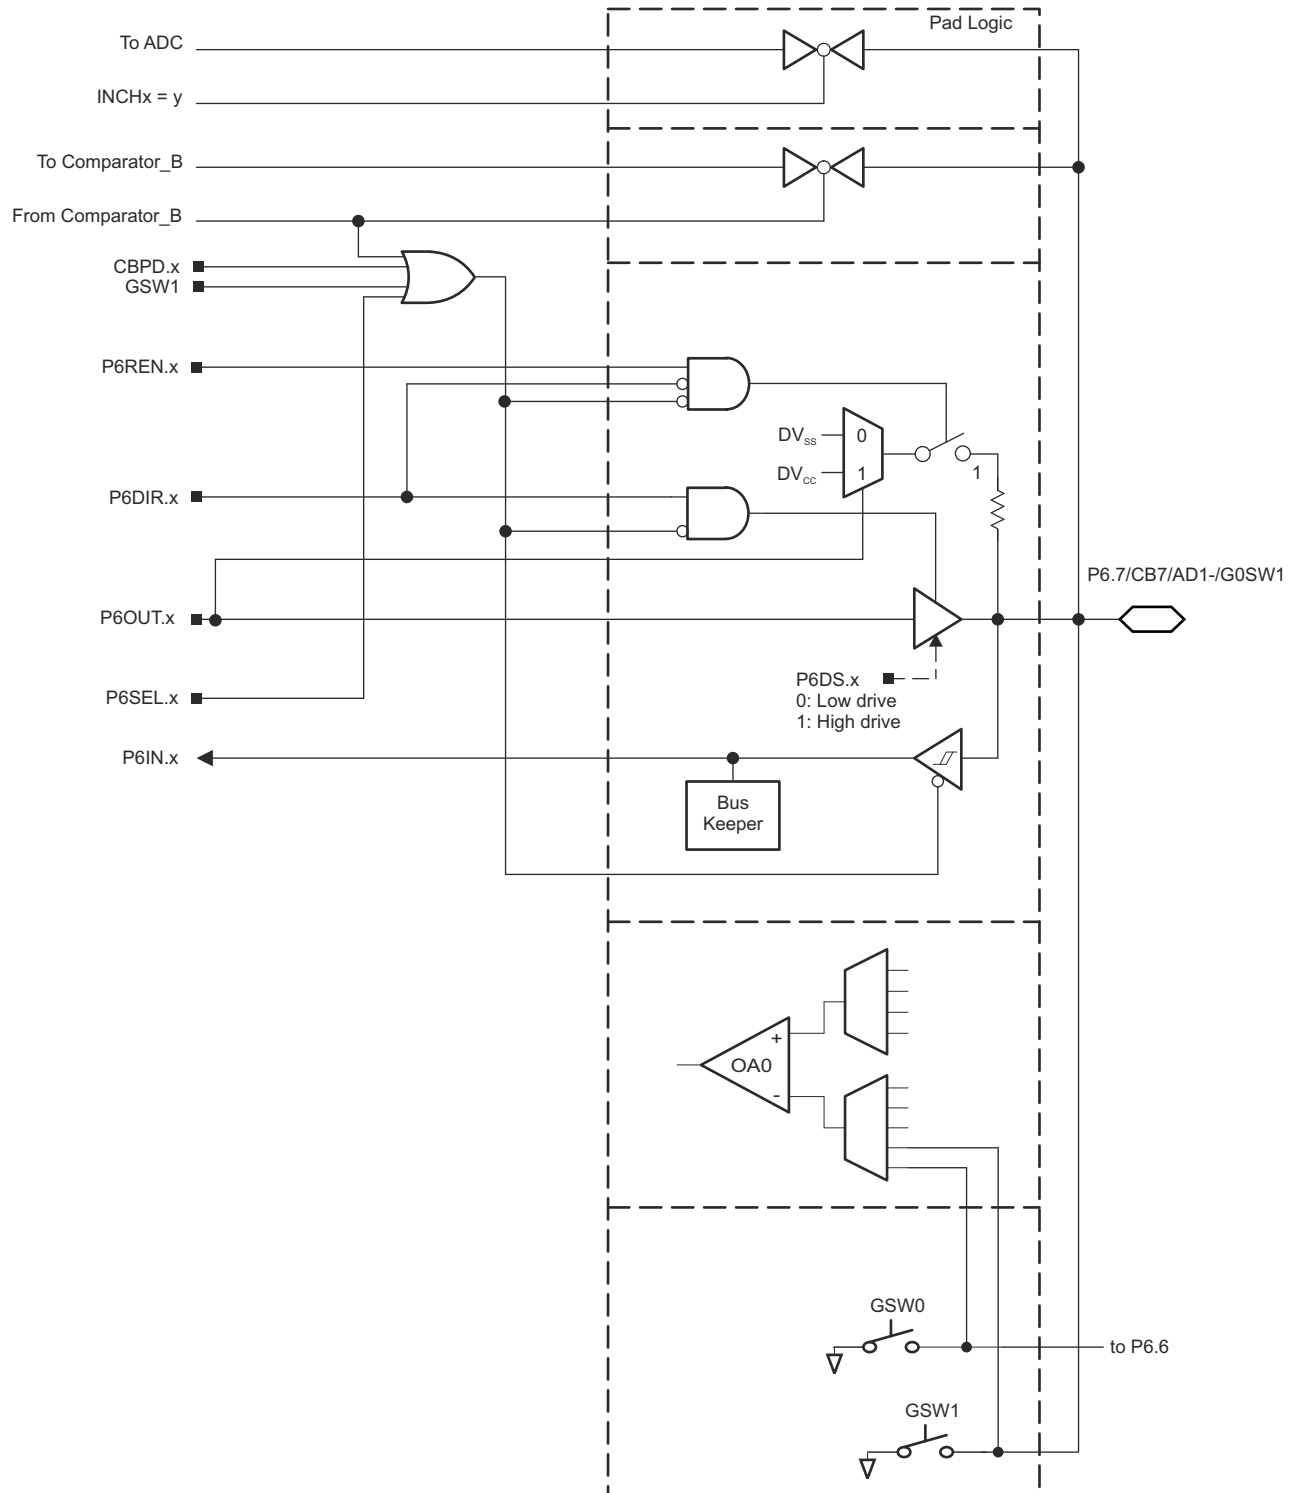 Pad Logic
To ADC
INCHx = y
To Comparator_B
From Comparator_B
CBPD.x
GSW1
P6REN.x
DVSS
0
DVCC
1
1
P6DIR.x
P6.7/CB7/AD1-/G0SW1
P6OUT.x
P6DS.x
0: Low drive
1: High drive
P6SEL.x
P6IN.x
Bus
Keeper
+
OA0
-
GSW0
to P6.6
GSW1